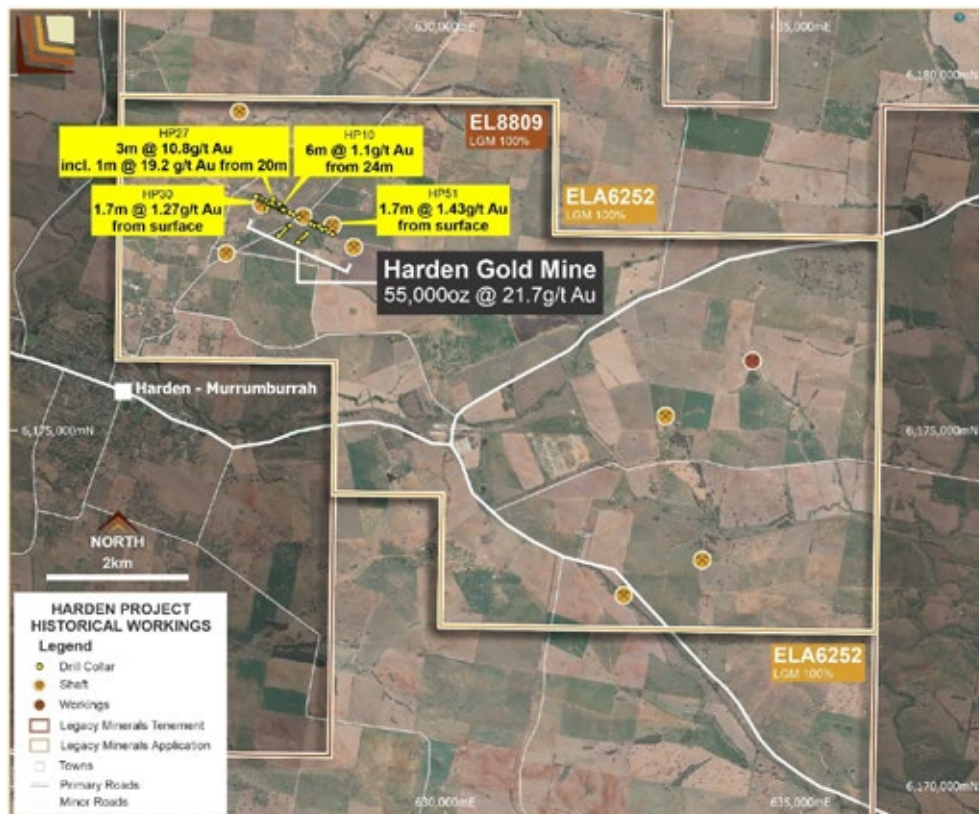 630,000mE
635,000mE
6,180,000mN
EL8809
LGM 100%
HP27
3m @ 10.8g/t Au
incl. 1m @ 19.2 g/t Au from 20m
HP10
6m @ 1.1g/t Au
from 24m
ELA6252
LGM 100%
HP30
1.7m @ 1.27g/t Au
from surface
HP51
1.7m @ 1.43g/t Au
from surface
Harden Gold Mine
55,000oz @ 21.7g/t Au
Harden - Murrumburrah
6,175,000mN
6,175,000mN
NORTH
2km
HARDEN PROJECT
HISTORICAL WORKINGS
Legend
Drill Collar
Shaft
Workings
Legacy Minerals Tenement
Legacy Minerals Application
Towns
Primary Roads
Minor Roads
ELA6252
LGM 100%
6,170,000mN
630,000mE
635,000mE